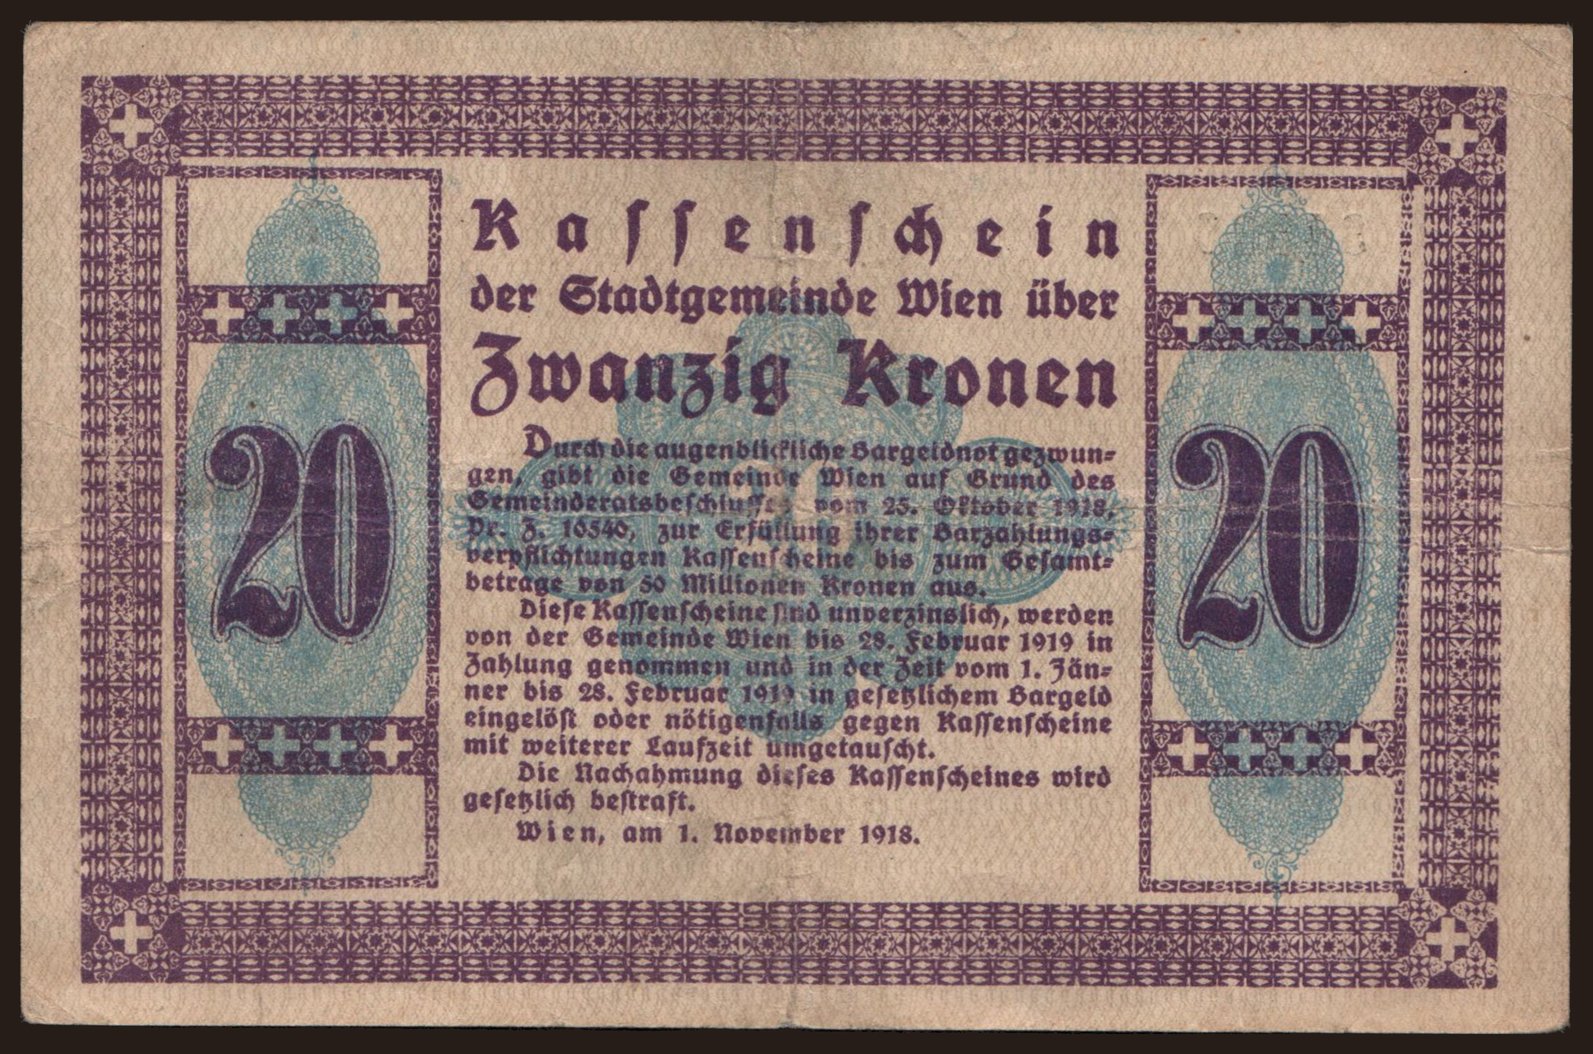 Kassenschein
der Stadtgemeinde Wien über
Zwanzig Kronen
20
20
Durch die augenblickliche Bargeldnot gezwun-
gen, gibt die Gemeinde Wien auf Grund des
Gemeinderatsbeschlusses vom 25. Oktober 1918,
Pr. Z. 10540, zur Erfüllung ihrer Barzahlungs-
verpflichtungen Kassenscheine bis zum Gesamt-
betrage von 50 Millionen Kronen aus.
Diese Kassenscheine sind unverzinslich, werden
von der Gemeinde Wien bis 28. Februar 1919 in
Zahlung genommen und in der Zeit vom 1. Jän-
ner bis 28. Februar 1919 in gesetzlichem Bargeld
eingelöst oder nötigenfalls gegen Kassenscheine
mit weiterer Laufzeit umgetauscht.
Die Nachahmung dieses Kassenscheines wird
gesetzlich bestraft.
Wien, am 1. November 1918.